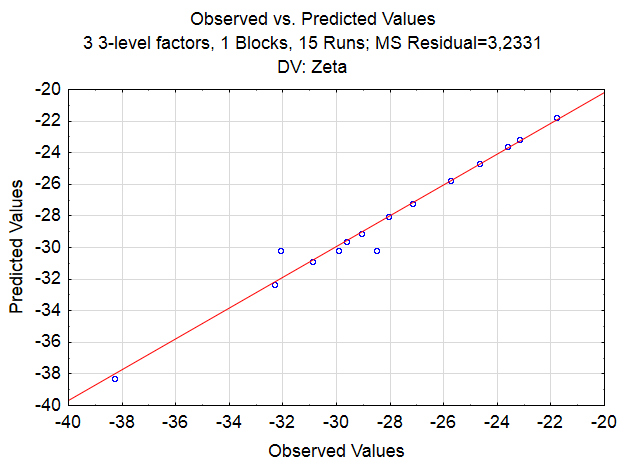 Observed vs. Predicted Values
3 3-level factors, 1 Blocks, 15 Runs; MS Residual=3,2331
DV: Zeta
-20
-22
-24
-26
-28
-30
-32
-34
-36
-38
-40
Predicted Values
-40 -38 -36 -34 -32 -30 -28 -26 -24 -22 -20
Observed Values